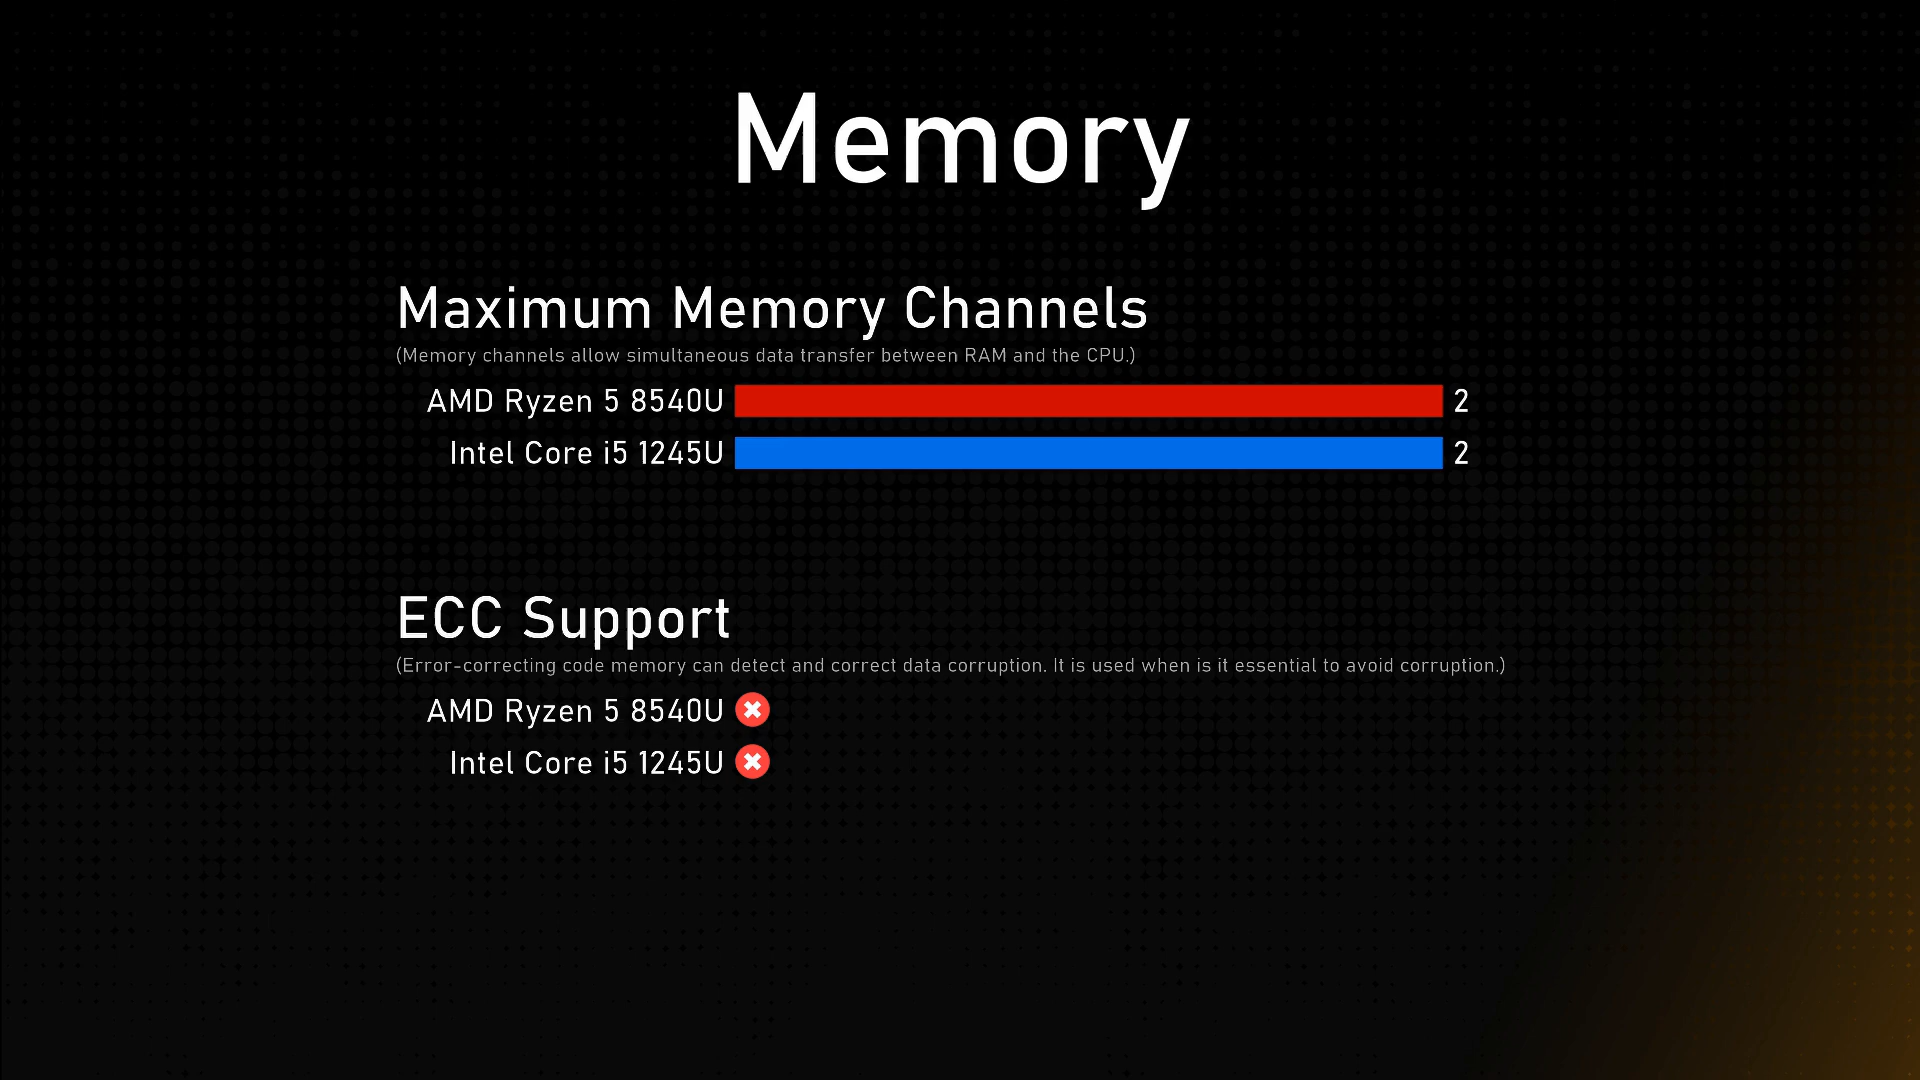 Memory
Maximum Memory Channels
(Memory channels allow simultaneous data transfer between RAM and the CPU.)
AMD Ryzen 5 8540U 2
Intel Core i5 1245U 2
ECC Support
(Error-correcting code memory can detect and correct data corruption. It is used when is it essential to avoid corruption.)
AMD Ryzen 5 8540U
Intel Core i5 1245U